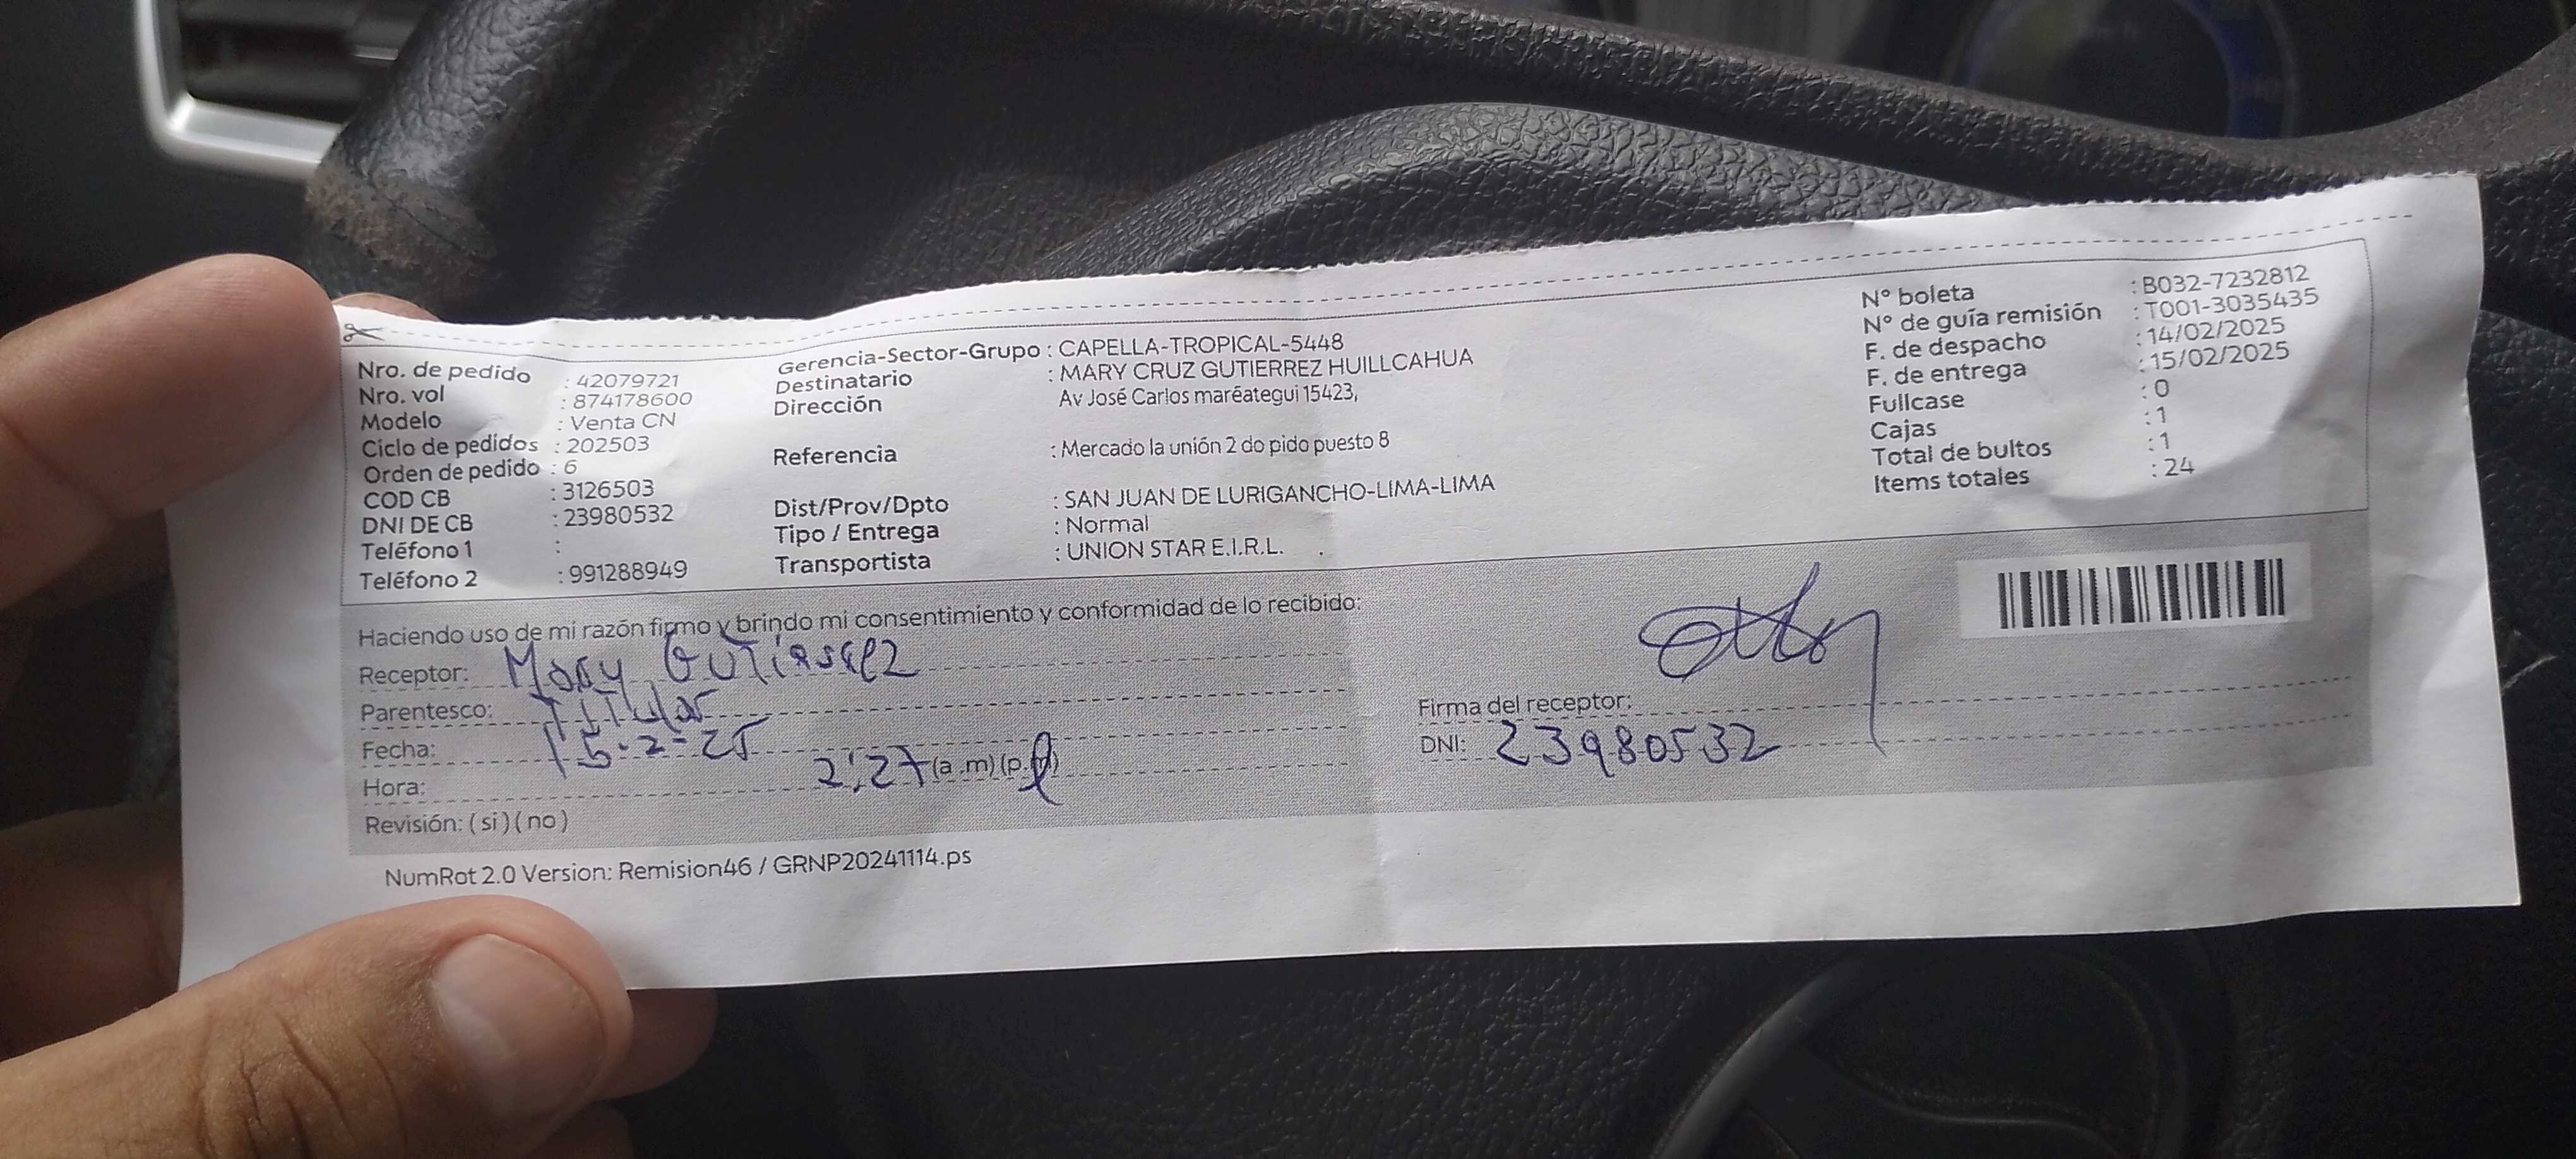 Nro. de pedido : 42079721
Nro. vol : 874178600
Modelo : Venta CN
Ciclo de pedidos : 202503
Orden de pedido : 6
COD CB : 3126503
DNI DE CB : 23980532
Teléfono 1 :
Teléfono 2 : 991288949
Gerencia-Sector-Grupo : CAPELLA-TROPICAL-5448
Destinatario : MARY CRUZ GUTIERREZ HUILLCAHUA
Dirección Av José Carlos maréategui 15423,
Referencia : Mercado la unión 2 do pido puesto 8
Dist/Prov/Dpto : SAN JUAN DE LURIGANCHO-LIMA-LIMA
Tipo / Entrega : Normal
Transportista : UNION STAR E.I.R.L.
N° boleta : B032-7232812
N° de guía remisión : T001-3035435
F. de despacho : 14/02/2025
F. de entrega : 15/02/2025
Fullcase : 0
Cajas : 1
Total de bultos : 1
Items totales : 24
Haciendo uso de mi razón firmo y brindo mi consentimiento y conformidad de lo recibido:
Receptor: Mary Gutierrez
Parentesco: Titular
Fecha: 15-2-25
Hora: 2:27 (a.m) (p.m)
Revisión: ( si ) ( no )
Firma del receptor:
DNI: 23980532
NumRot 2.0 Version: Remision46 / GRNP20241114.ps